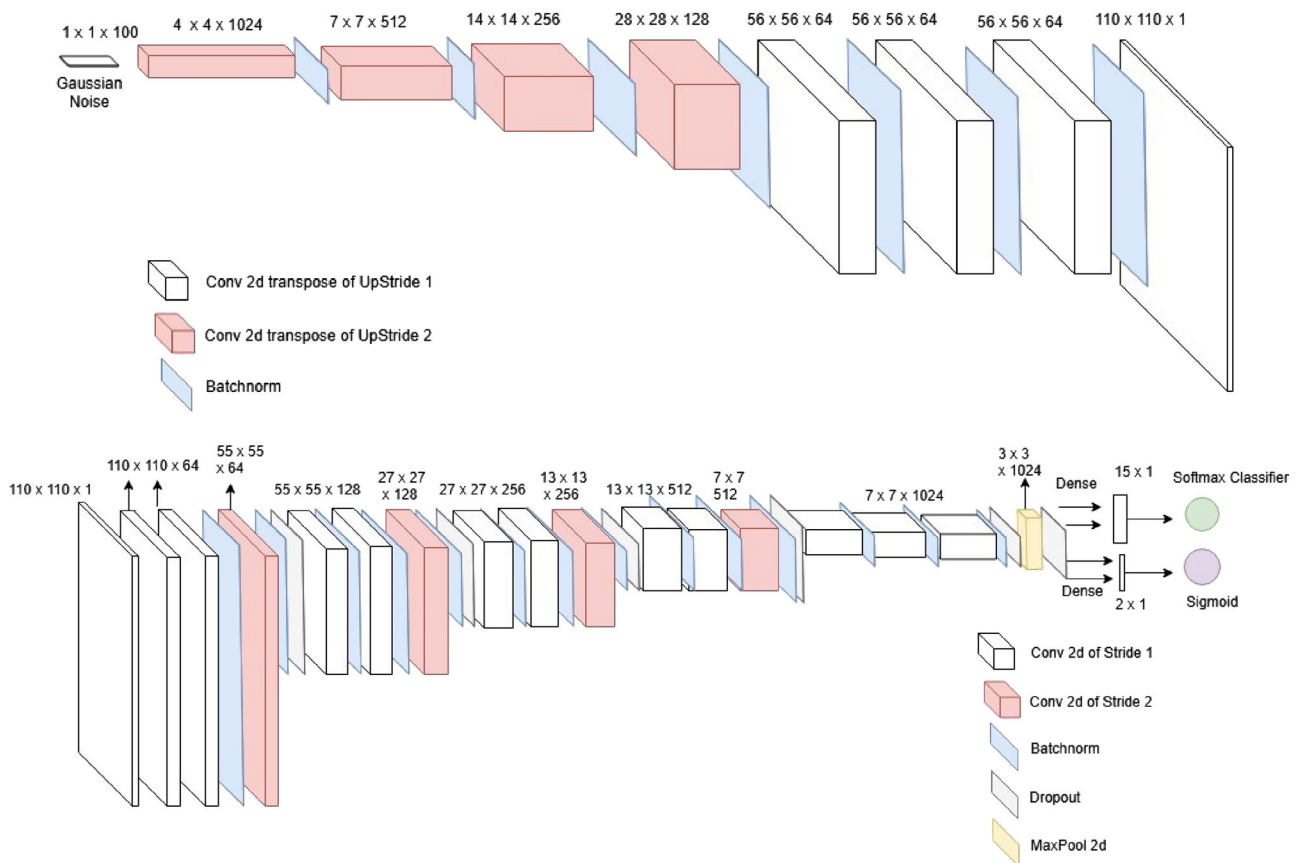 1 x 1 x 100
4 x 4 x 1024
7 x 7 x 512
14 x 14 x 256
28 x 28 x 128
56 x 56 x 64
56 x 56 x 64
56 x 56 x 64
110 x 110 x 1
Gaussian
Noise
Conv 2d transpose of UpStride 1
Conv 2d transpose of UpStride 2
Batchnorm
110 x 110 x 1
110 x 110 x 64
55 x 55
x 64
55 x 55 x 128
27 x 27
x 128
27 x 27 x 256
13 x 13
x 256
13 x 13 x 512
7 x 7
512
7 x 7 x 1024
3 x 3
x 1024
Dense
15 x 1
Softmax Classifier
Dense
2 x 1
Sigmoid
Conv 2d of Stride 1
Conv 2d of Stride 2
Batchnorm
Dropout
MaxPool 2d